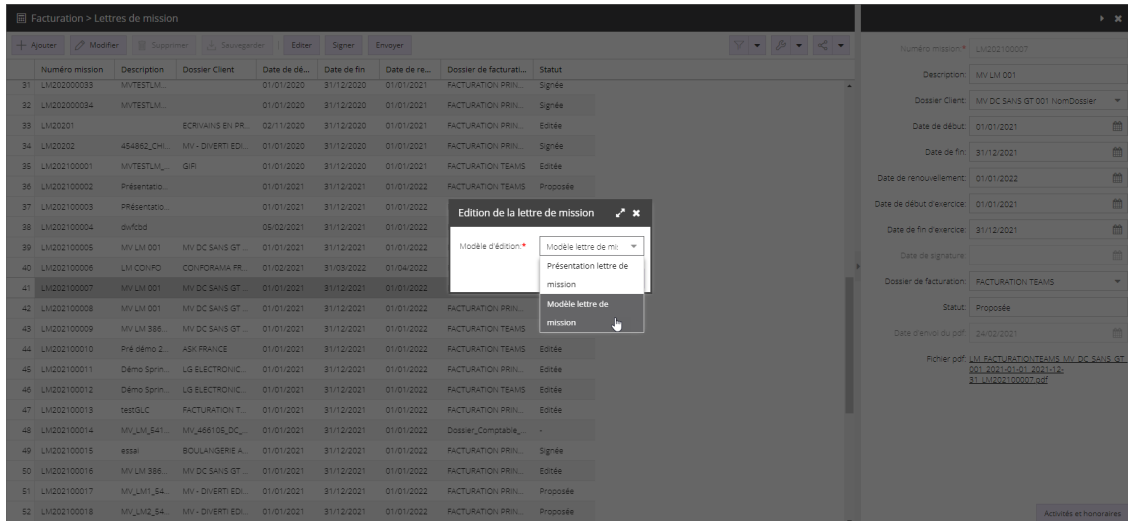 Facturation > Lettres de mission
Ajouter Modifier Supprimer Sauvegarder Editer Signer Envoyer
Numéro mission Description Dossier Client Date de dé... Date de fin Date de re... Dossier de facturati... Statut
31 LM202000033 MVTESTLM... 01/01/2020 31/12/2020 01/01/2021 FACTURATION PRIN... Signée
32 LM202000034 MVTESTLM... 01/01/2020 31/12/2020 01/01/2021 FACTURATION PRIN... Signée
33 LM20201 ECRIVAINS EN PR... 02/11/2020 31/12/2020 01/01/2021 FACTURATION PRIN... Editée
34 LM20202 454862_CHI... MV - DIVERTI EDI... 01/01/2020 31/12/2020 01/01/2021 FACTURATION PRIN... Signée
35 LM202100001 MVTESTLM_... GIFI 01/01/2020 31/12/2020 01/01/2021 FACTURATION TEAMS Editée
36 LM202100002 Présentatio... 01/01/2021 31/12/2021 01/01/2022 FACTURATION TEAMS Proposée
37 LM202100003 PRésentatio... 01/01/2021 31/12/2021 01/01/2022
38 LM202100004 dwfcbd 05/02/2021 31/12/2021 01/01/2022
39 LM202100005 MV LM 001 MV DC SANS GT ... 01/01/2021 31/12/2021 01/01/2022
40 LM202100006 LM CONFO CONFORAMA FR... 01/02/2021 31/03/2022 01/04/2022
41 LM202100007 MV LM 001 MV DC SANS GT ... 01/01/2021 31/12/2021 01/01/2022
42 LM202100008 MV LM 001 MV DC SANS GT ... 01/01/2021 31/12/2021 01/01/2022 FACTURATION PRIN...
43 LM202100009 MV LM 386... MV DC SANS GT ... 01/01/2021 31/12/2021 01/01/2022 FACTURATION TEAMS Editée
44 LM202100010 Pré démo 2... ASK FRANCE 01/01/2021 31/12/2021 01/01/2022 FACTURATION TEAMS Editée
45 LM202100011 Démo Sprin... LG ELECTRONIC... 01/01/2021 31/12/2021 01/01/2022 FACTURATION PRIN... Editée
46 LM202100012 Démo Sprin... LG ELECTRONIC... 01/01/2021 31/12/2021 01/01/2022 FACTURATION TEAMS Editée
47 LM202100013 testGLC FACTURATION T... 01/01/2021 31/12/2021 01/01/2022 FACTURATION PRIN... Editée
48 LM202100014 MV_LM_541... MV_466105_DC_... 01/01/2021 31/12/2021 01/01/2022 Dossier_Comptable_... -
49 LM202100015 essai BOULANGERIE A... 01/01/2021 31/12/2021 01/01/2022 FACTURATION PRIN... Signée
50 LM202100016 MV LM 386... MV DC SANS GT ... 01/01/2021 31/12/2021 01/01/2022 FACTURATION PRIN... Editée
51 LM202100017 MV_LM1_54... MV - DIVERTI EDI... 01/01/2021 31/12/2021 01/01/2022 FACTURATION PRIN... Proposée
52 LM202100018 MV_LM2_54... MV - DIVERTI EDI... 01/01/2021 31/12/2021 01/01/2022 FACTURATION PRIN... Proposée
Edition de la lettre de mission
Modèle d'édition:* Modèle lettre de mi
Présentation lettre de
mission
Modèle lettre de
mission
Numéro mission:* LM202100007
Description: MV LM 001
Dossier Client: MV DC SANS GT 001 NomDossier
Date de début: 01/01/2021
Date de fin: 31/12/2021
Date de renouvellement: 01/01/2022
Date de début d'exercice: 01/01/2021
Date de fin d'exercice: 31/12/2021
Date de signature:
Dossier de facturation: FACTURATION TEAMS
Statut: Proposée
Date d'envoi du pdf: 24/02/2021
Fichier pdf: LM_FACTURATIONTEAMS_MV_DC_SANS_GT_
001_2021-01-01_2021-12-
31_LM202100007.pdf
Activités et honoraires